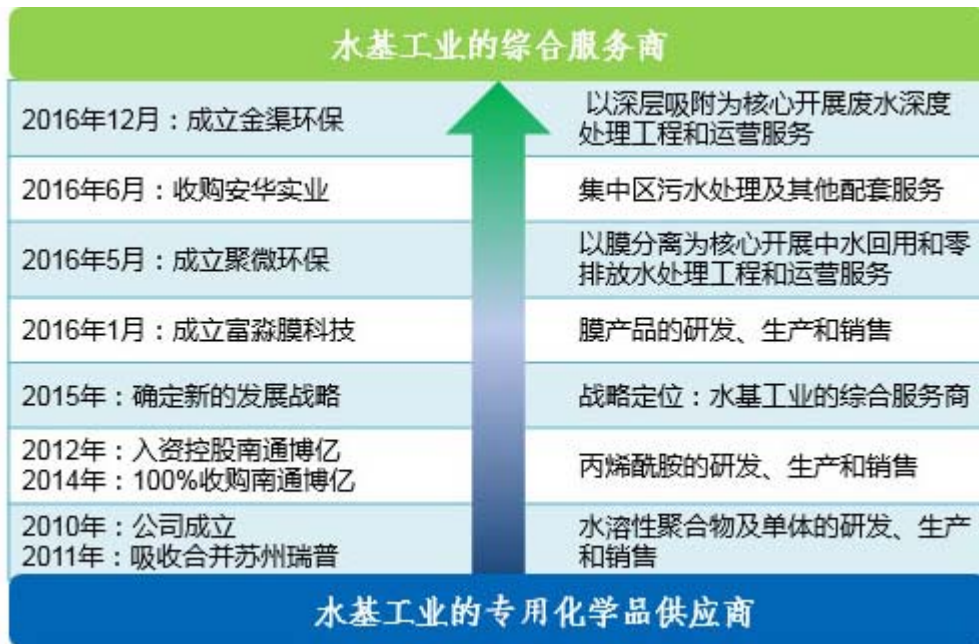 水基工业的综合服务商
2016年12月：成立金渠环保
以深层吸附为核心开展废水深度
处理工程和运营服务
2016年6月：收购安华实业
集中区污水处理及其他配套服务
2016年5月：成立聚微环保
以膜分离为核心开展中水回用和零
排放水处理工程和运营服务
2016年1月：成立富淼膜科技
膜产品的研发、生产和销售
2015年：确定新的发展战略
战略定位：水基工业的综合服务商
2012年：入资控股南通博亿
2014年：100%收购南通博亿
丙烯酰胺的研发、生产和销售
2010年：公司成立
2011年：吸收合并苏州瑞普
水溶性聚合物及单体的研发、生产
和销售
水基工业的专用化学品供应商